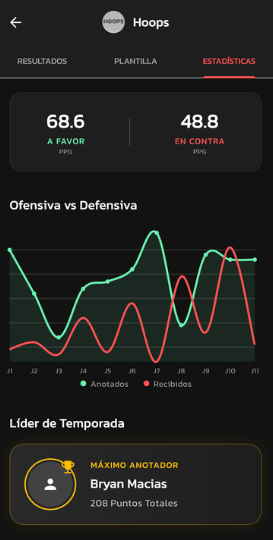 HOOPS
Hoops
RESULTADOS PLANTILLA ESTADÍSTICAS
68.6 48.8
A FAVOR EN CONTRA
PPG PPG
Ofensiva vs Defensiva
J1 J2 J3 J4 J5 J6 J7 J8 J9 J10 J11
Anotados Recibidos
Líder de Temporada
MÁXIMO ANOTADOR
Bryan Macias
208 Puntos Totales